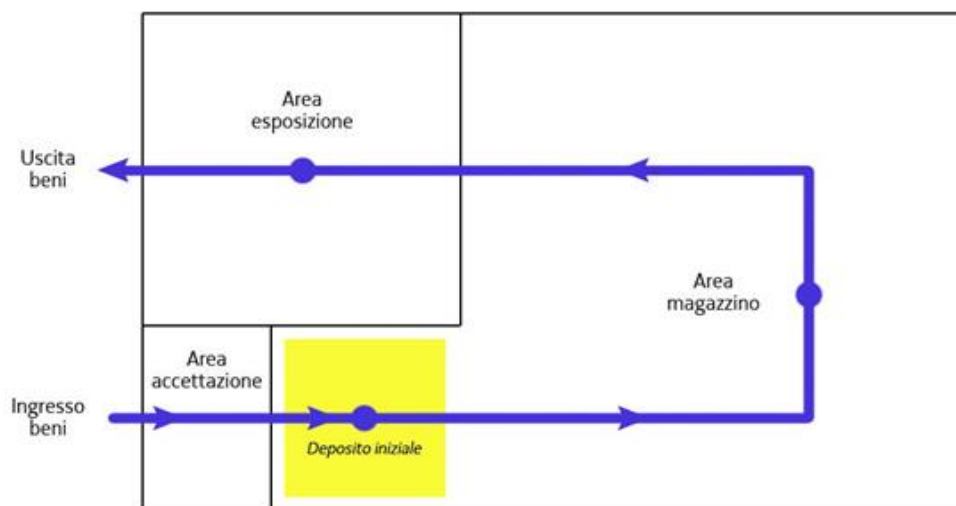 Area
esposizione
Uscita
beni
Area
magazzino
Area
accettazione
Ingresso
beni
Deposito iniziale